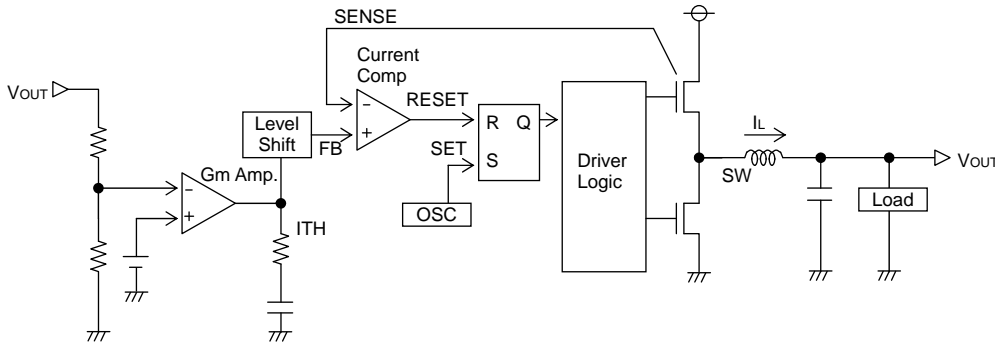 SENSE
Current
Comp
VOUT
RESET
Level
Shift
FB
R Q
SET
S
Driver
Logic
IL
SW
VOUT
Gm Amp.
OSC
Load
ITH
−
+
−
+